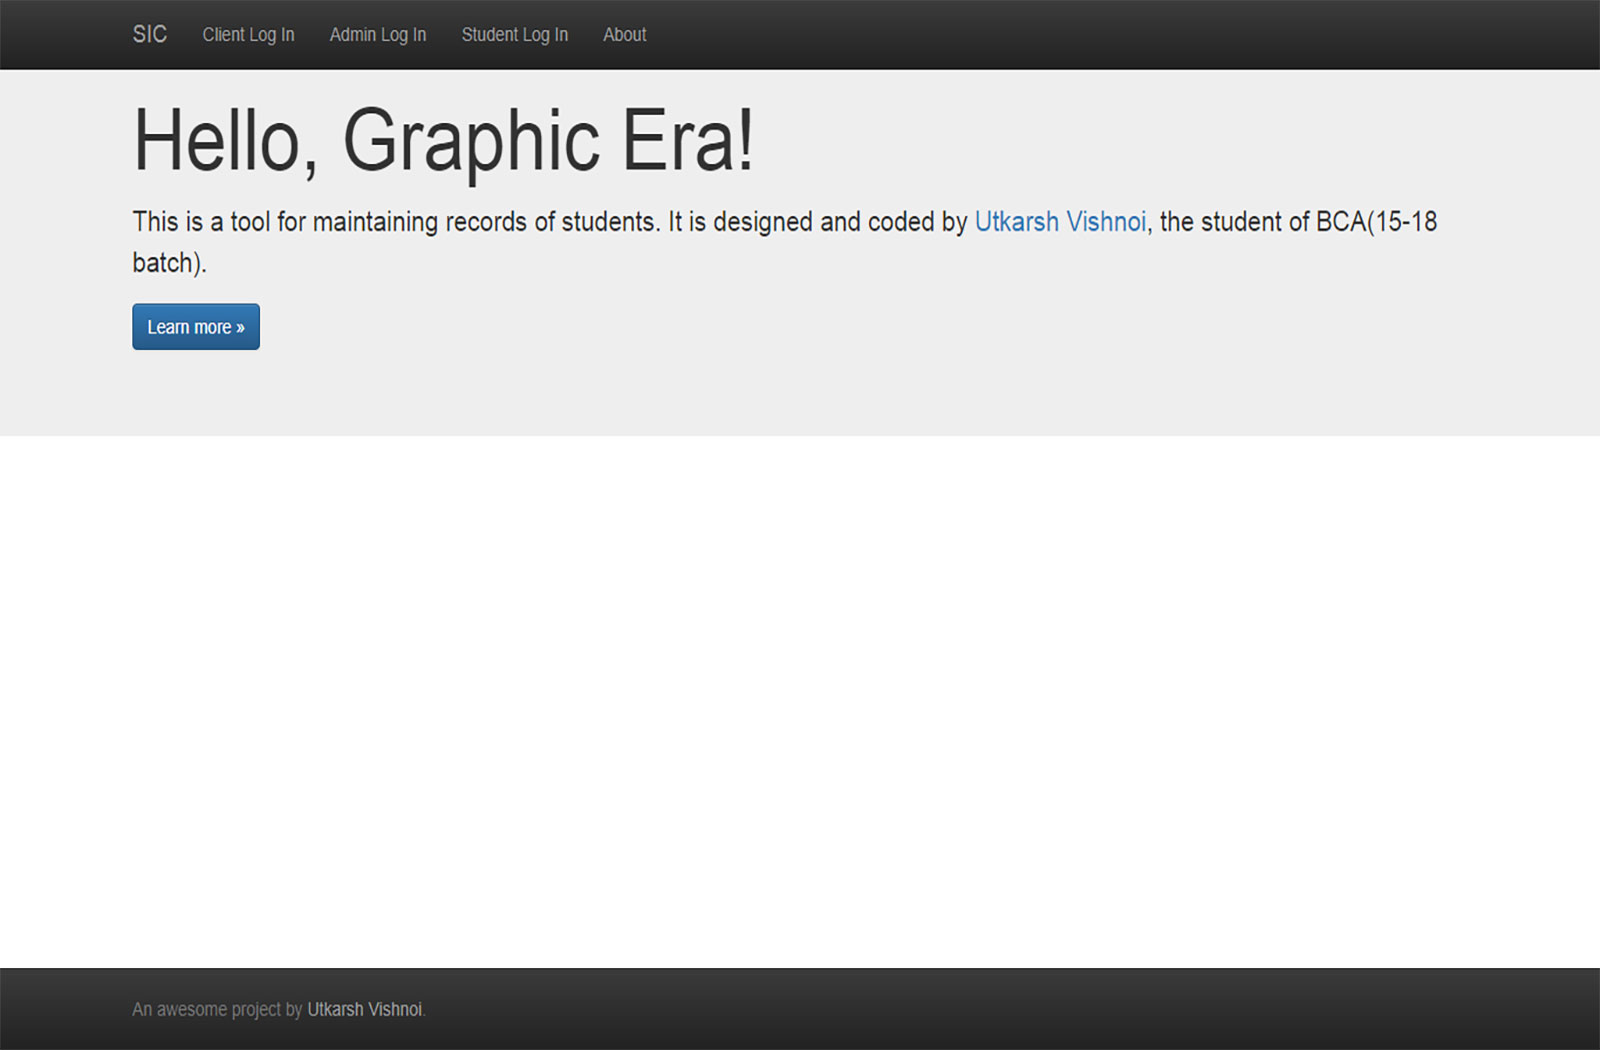 SIC Client Log In Admin Log In Student Log In About
Hello, Graphic Era!
This is a tool for maintaining records of students. It is designed and coded by Utkarsh Vishnoi, the student of BCA(15-18
batch).
Learn more »
An awesome project by Utkarsh Vishnoi.